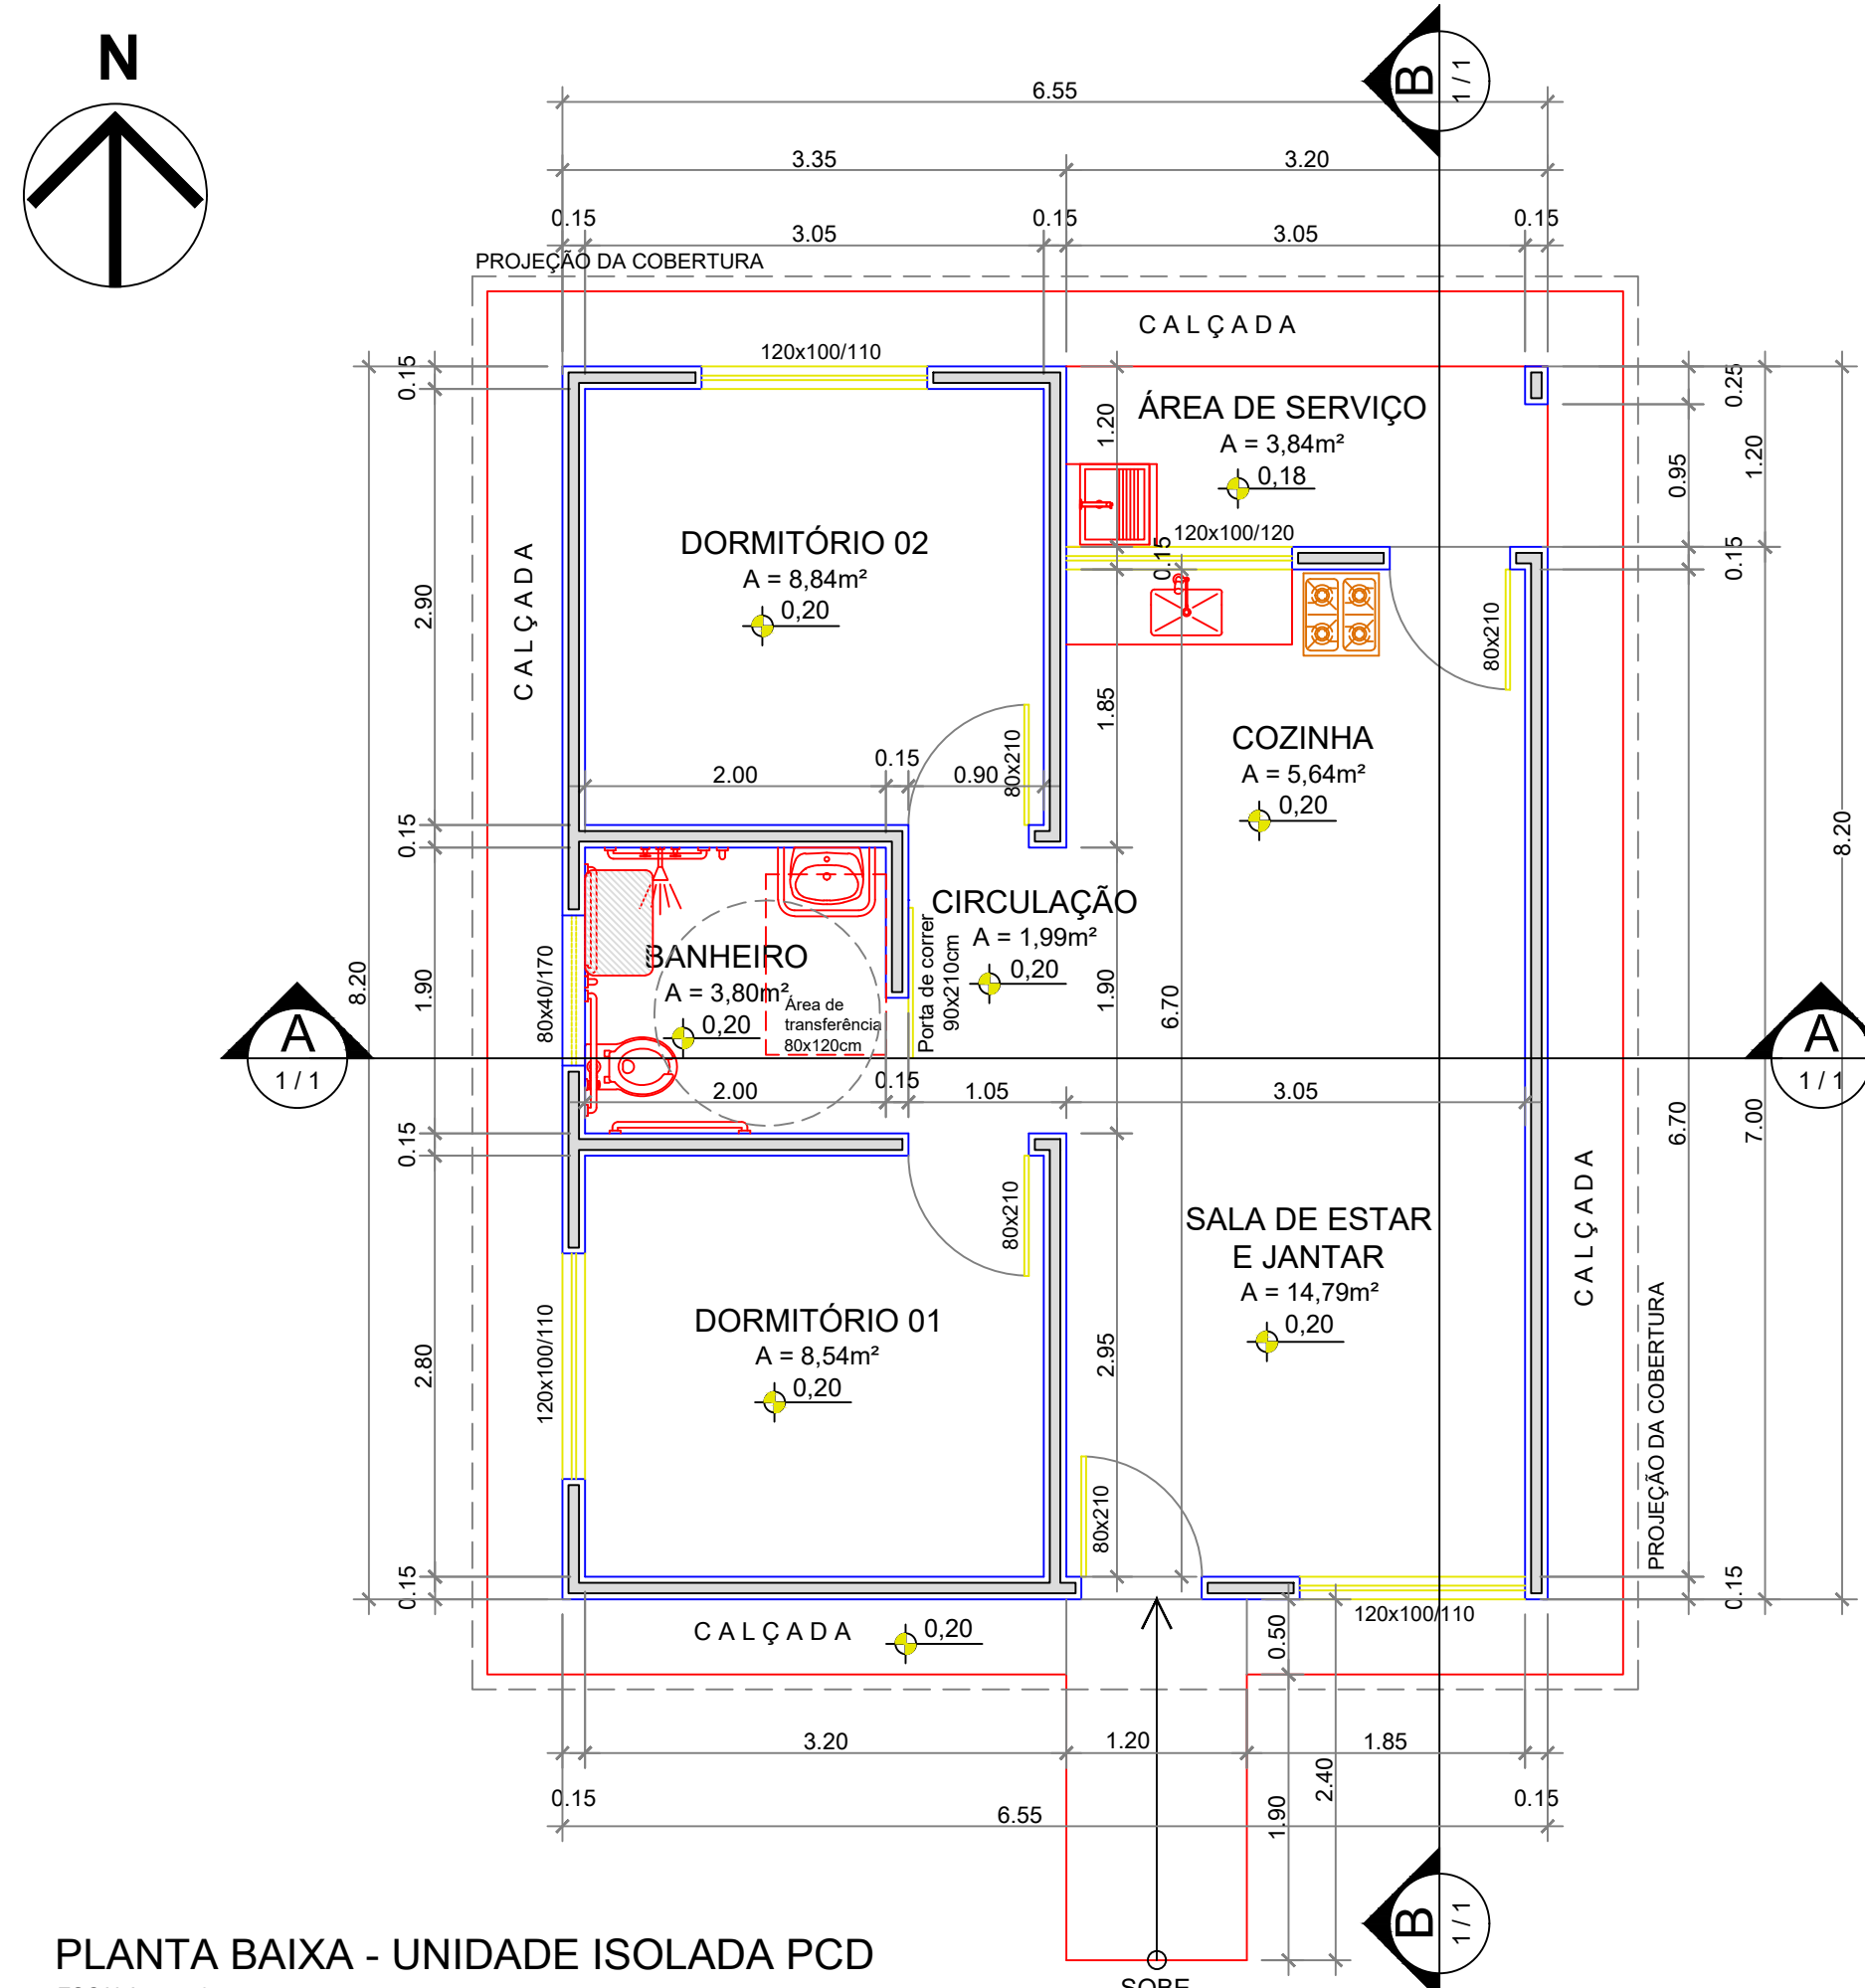 N
B
1 / 1
6.55
3.35
3.20
0.15
3.05
0.15
3.05
0.15
PROJEÇÃO DA COBERTURA
CALÇADA
120x100/110
0.15
1.20
ÁREA DE SERVIÇO
A = 3,84m²
0,18
0.25
0.95
1.20
120x100/120
0.15
0.15
CALÇADA
2.90
DORMITÓRIO 02
A = 8,84m²
0,20
80x210
1.85
COZINHA
A = 5,64m²
0,20
2.00
0.15
0.90
80x210
0.15
8.20
CIRCULAÇÃO
A = 1,99m²
0,20
Porta de correr
90x210cm
BANHEIRO
A = 3,80m²
0,20
Área de
transferência
80x120cm
80x40/170
1.90
8.20
1.90
6.70
A
1 / 1
A
1 / 1
2.00
0.15
1.05
3.05
0.15
6.70
7.00
80x210
SALA DE ESTAR
E JANTAR
A = 14,79m²
0,20
CALÇADA
PROJEÇÃO DA COBERTURA
DORMITÓRIO 01
A = 8,54m²
0,20
120x100/110
2.80
2.95
80x210
0.15
0.15
120x100/110
CALÇADA
0,20
0.50
3.20
1.20
1.85
0.15
0.15
6.55
1.90
2.40
B
1 / 1
PLANTA BAIXA - UNIDADE ISOLADA PCD
SOBE